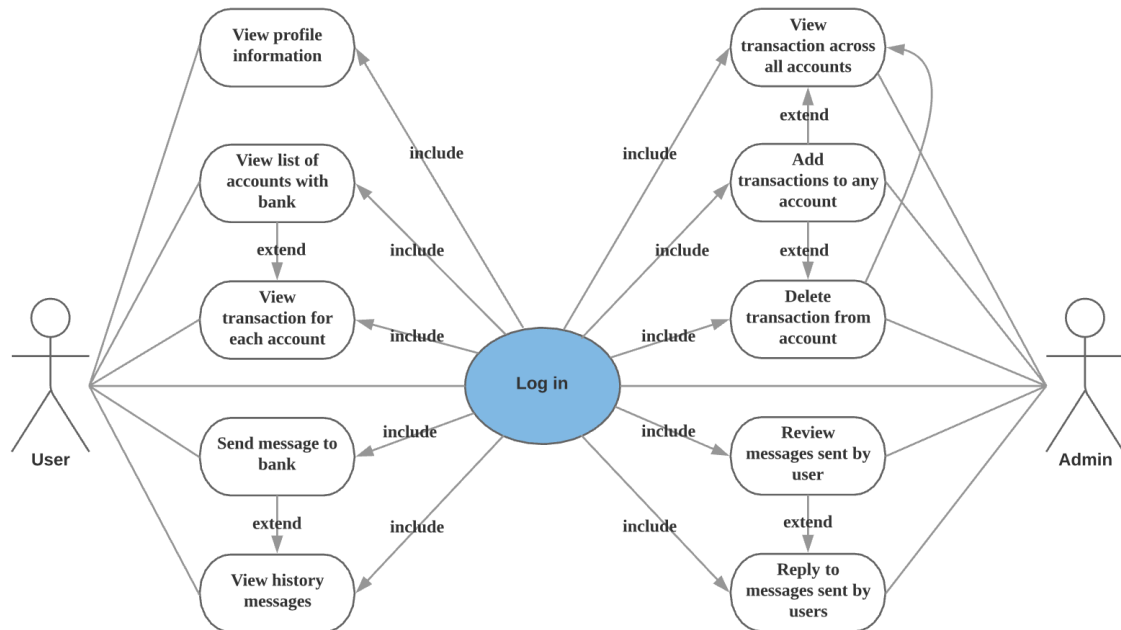 View profile
information
View
transaction across
all accounts
extend
include
include
View list of
accounts with
bank
Add
transactions to any
account
extend
include
include
extend
View
transaction for
each account
Delete
transaction from
account
include
include
Log in
User
Admin
Send message to
bank
include
include
Review
messages sent by
user
extend
include
include
extend
View history
messages
Reply to
messages sent by
users